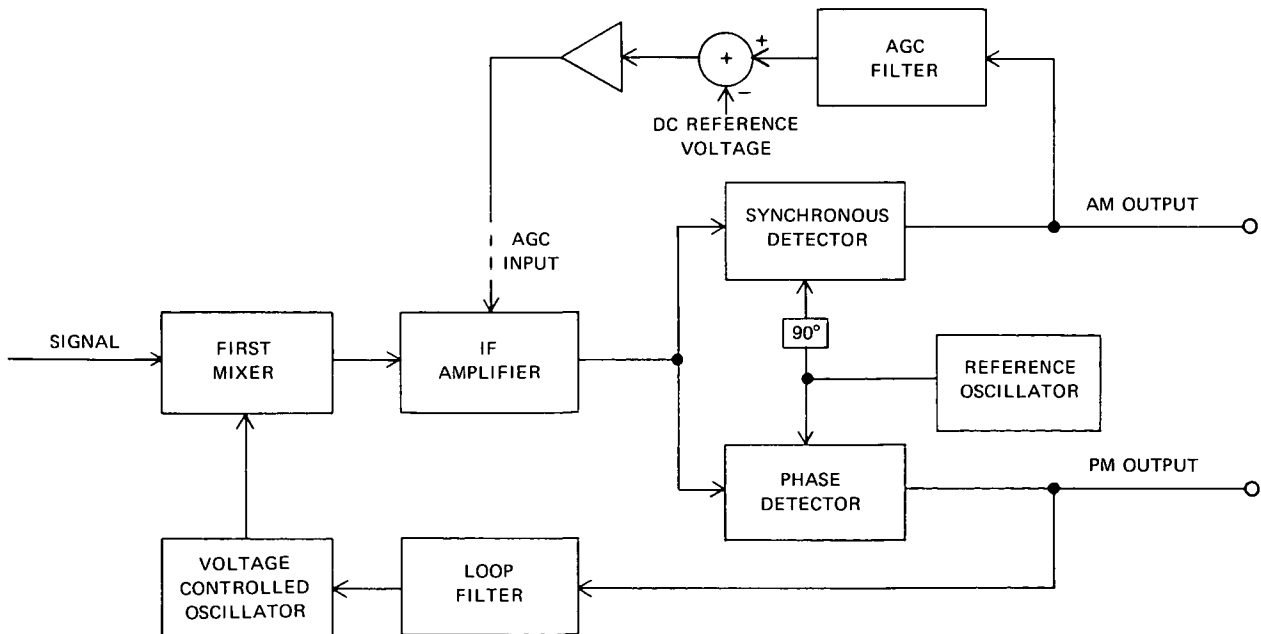 AGC
FILTER
+
+
−
DC REFERENCE
VOLTAGE
SYNCHRONOUS
DETECTOR
AM OUTPUT
AGC
INPUT
90°
SIGNAL
FIRST
MIXER
IF
AMPLIFIER
REFERENCE
OSCILLATOR
PHASE
DETECTOR
PM OUTPUT
VOLTAGE
CONTROLLED
OSCILLATOR
LOOP
FILTER